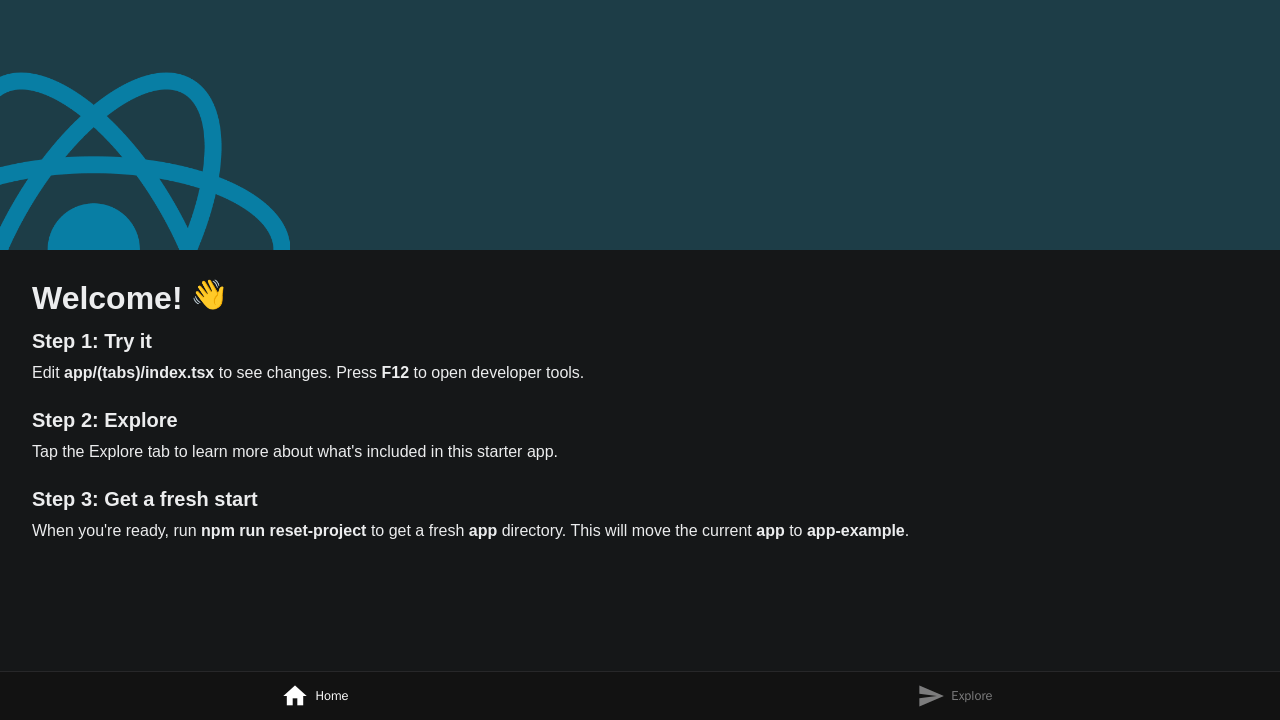 Welcome! 👋
Step 1: Try it
Edit app/(tabs)/index.tsx to see changes. Press F12 to open developer tools.
Step 2: Explore
Tap the Explore tab to learn more about what's included in this starter app.
Step 3: Get a fresh start
When you're ready, run npm run reset-project to get a fresh app directory. This will move the current app to app-example.
Home
Explore